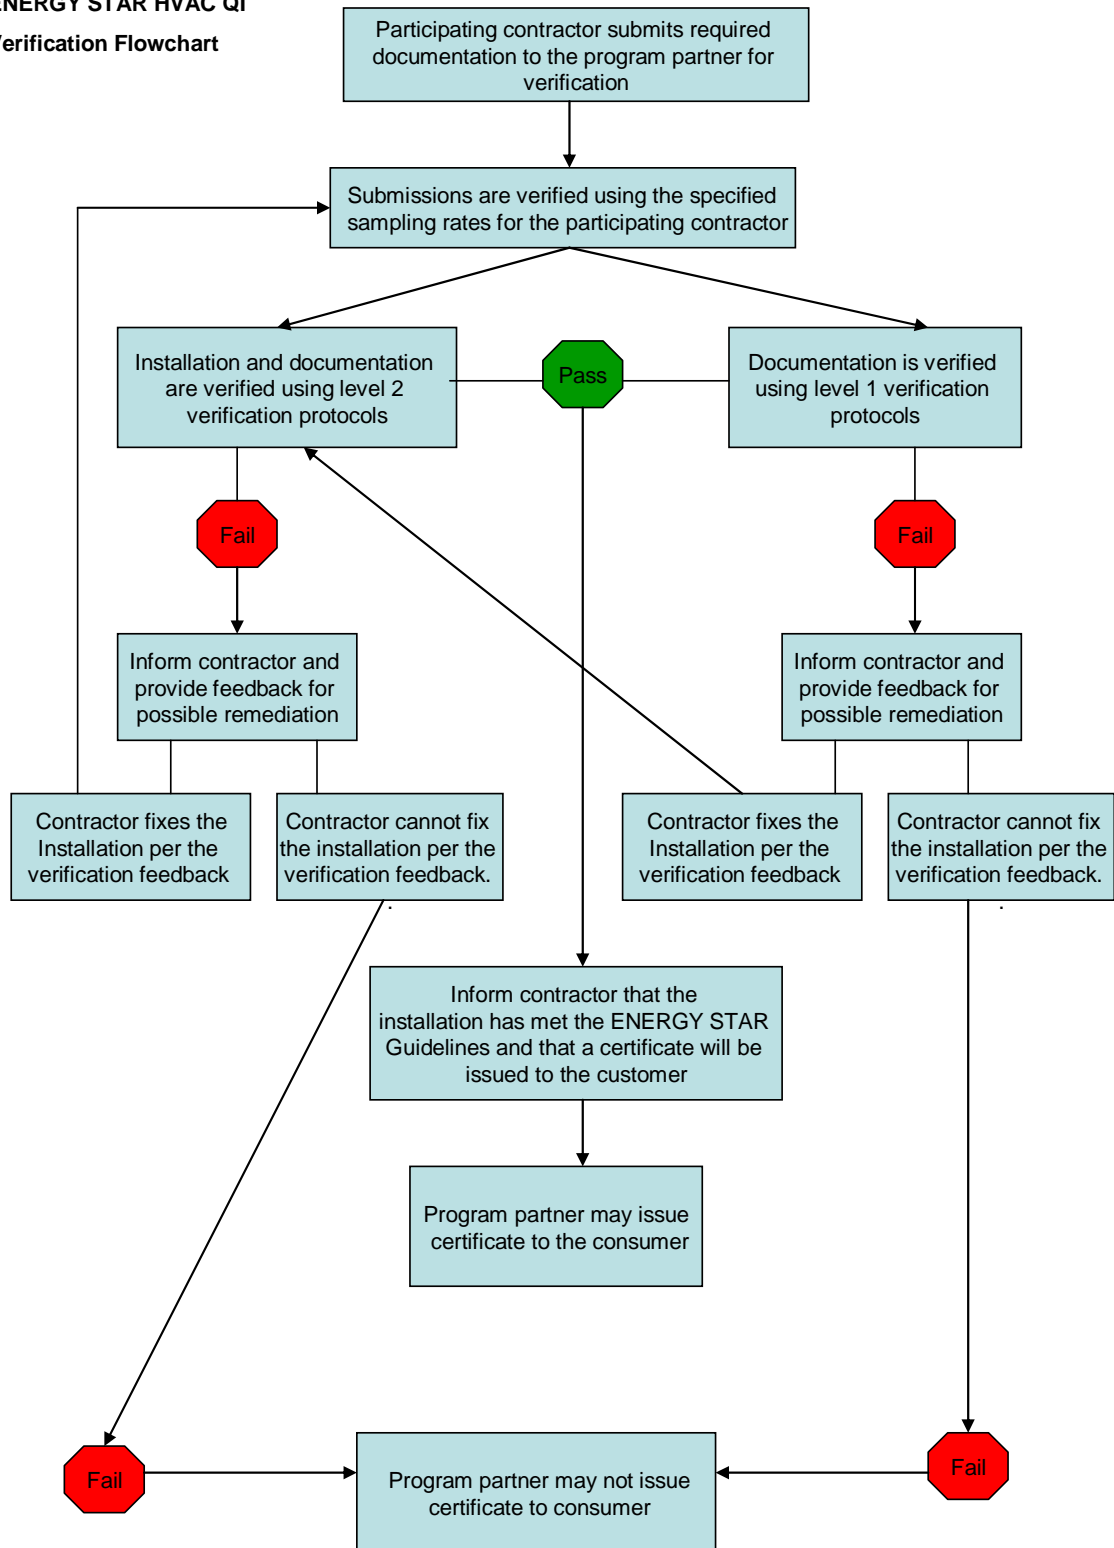 ENERGY STAR HVAC QI
Verification Flowchart
Participating contractor submits required
documentation to the program partner for
verification
Submissions are verified using the specified
sampling rates for the participating contractor
Installation and documentation
are verified using level 2
verification protocols
Pass
Documentation is verified
using level 1 verification
protocols
Fail
Fail
Inform contractor and
provide feedback for
possible remediation
Inform contractor and
provide feedback for
possible remediation
Contractor fixes the
Installation per the
verification feedback
Contractor cannot fix
the installation per the
verification feedback.
.
Contractor fixes the
Installation per the
verification feedback
Contractor cannot fix
the installation per the
verification feedback.
.
Inform contractor that the
installation has met the ENERGY STAR
Guidelines and that a certificate will be
issued to the customer
Program partner may issue
certificate to the consumer
Fail
Program partner may not issue
certificate to consumer
Fail